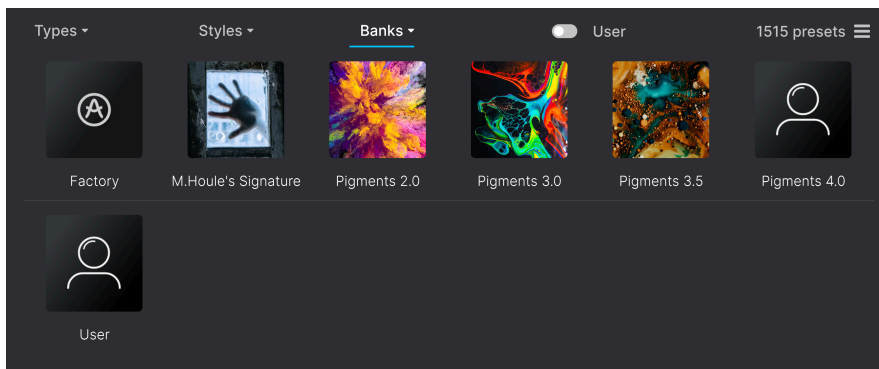 Types Styles Banks User 1515 presets
Factory M.Houle's Signature Pigments 2.0 Pigments 3.0 Pigments 3.5 Pigments 4.0
User